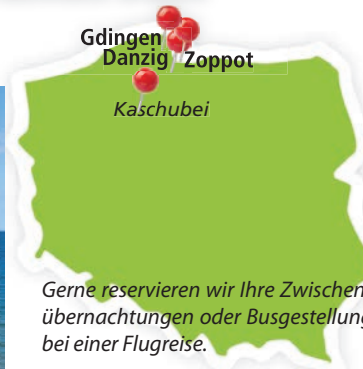 Gdingen
Danzig Zoppot
Kaschubei
Gerne reservieren wir Ihre Zwischen
übernachtungen oder Busgestellung
bei einer Flugreise.